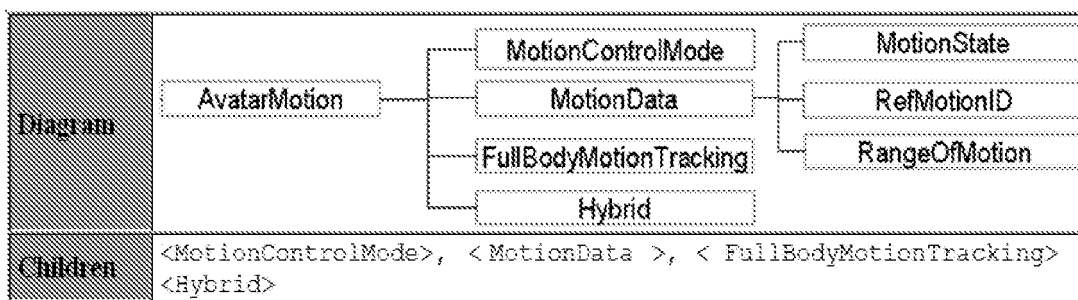 Diagram
AvatarMotion
MotionControlMode
MotionData
FullBodyMotionTracking
Hybrid
MotionState
RefMotionID
RangeOfMotion
Children
<MotionControlMode>, < MotionData >, < FullBodyMotionTracking>
<Hybrid>